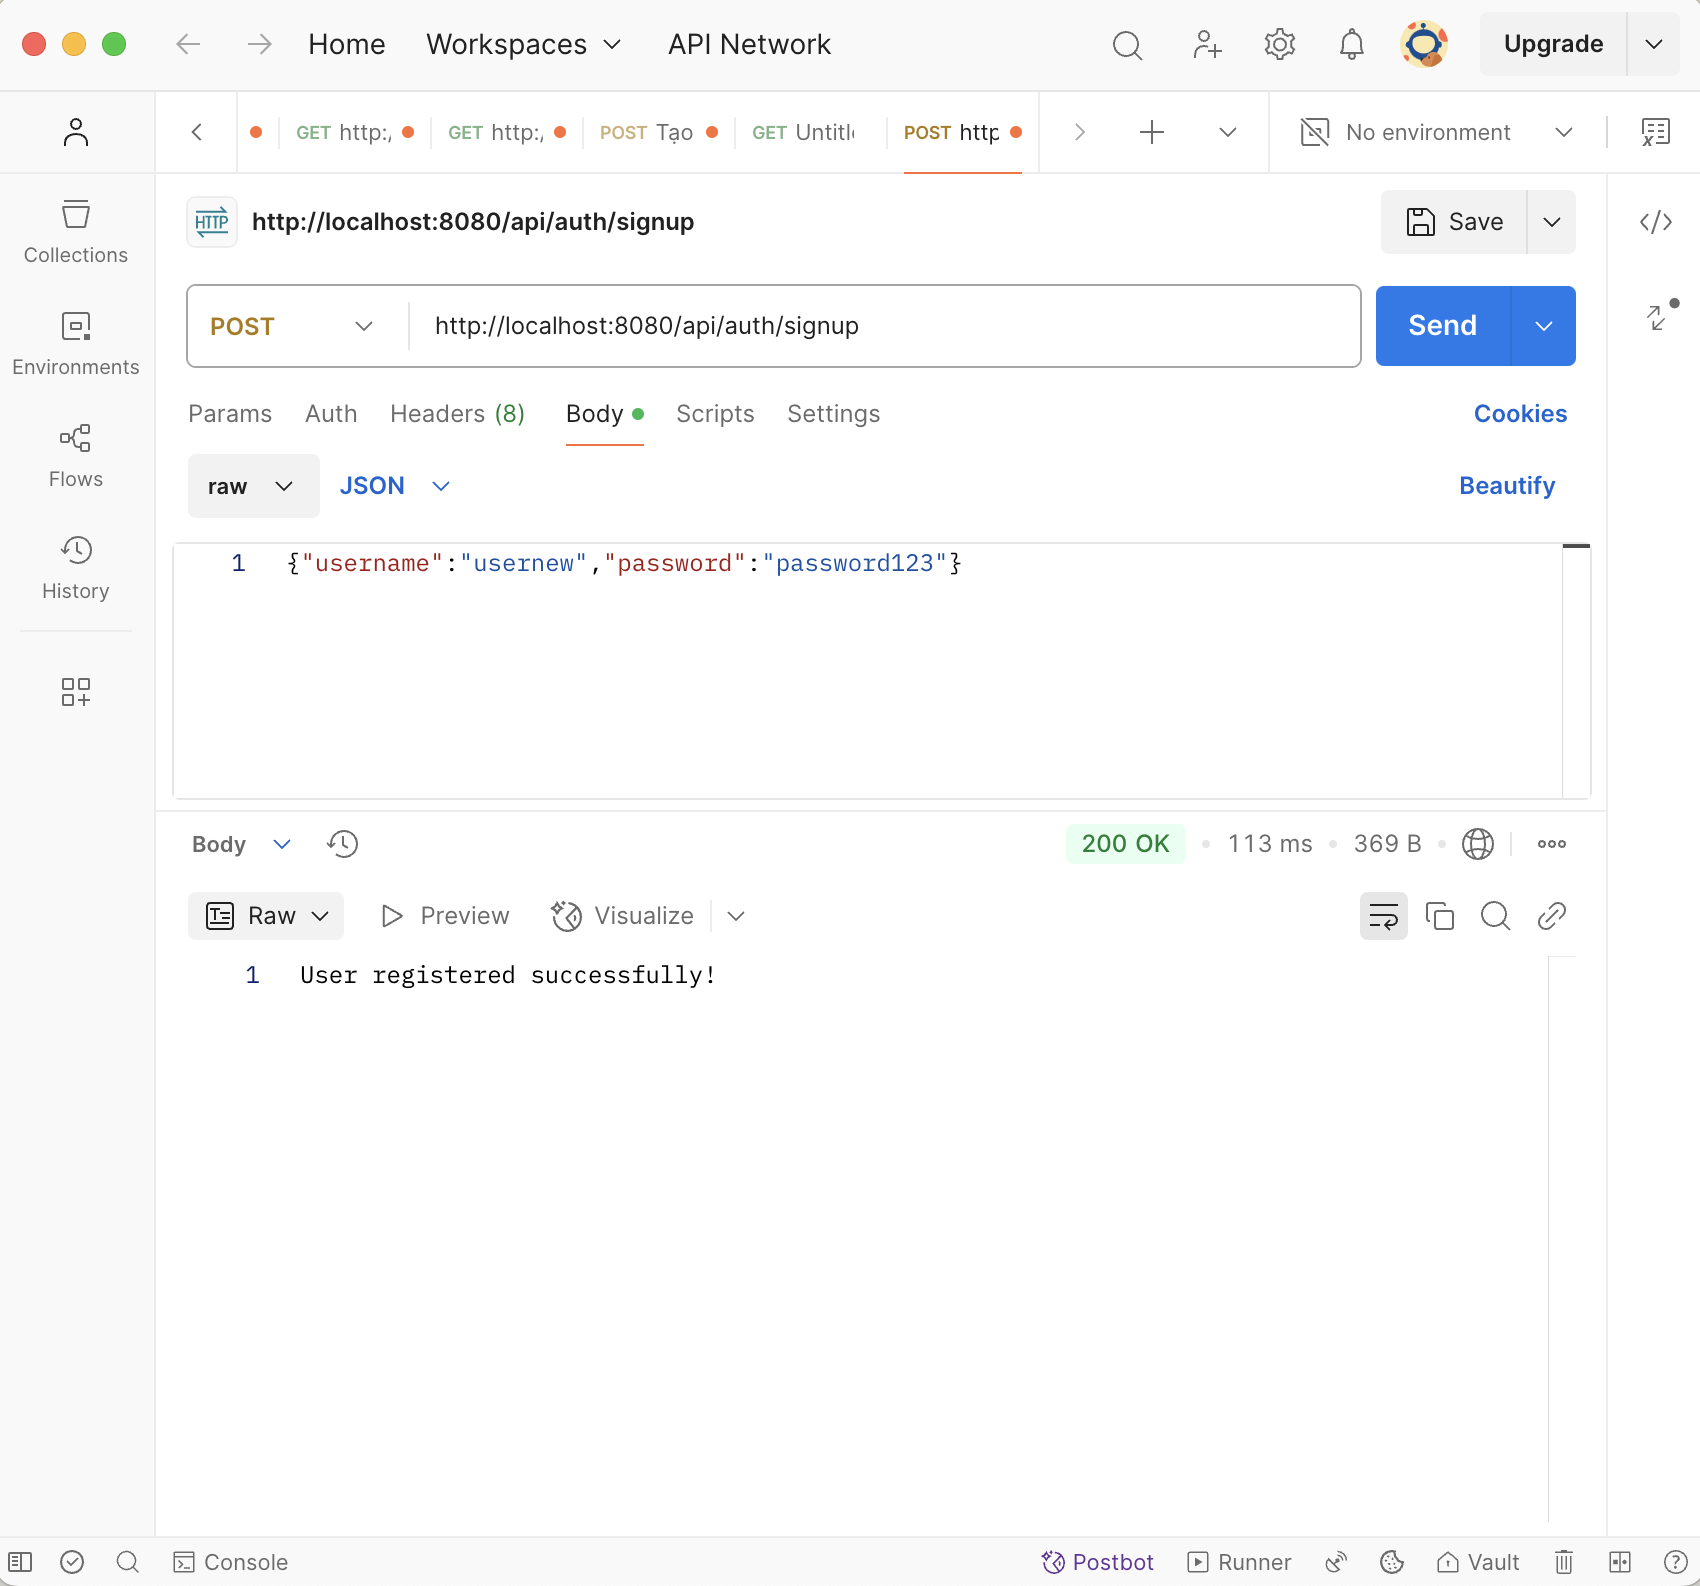 Home Workspaces API Network Upgrade
GET http:/ GET http:/ POST Tạo GET Untitl POST http No environment
HTTP http://localhost:8080/api/auth/signup Save
POST http://localhost:8080/api/auth/signup Send
Params Auth Headers (8) Body Scripts Settings Cookies
raw JSON Beautify
1 {"username":"usernew","password":"password123"}
Collections
Environments
Flows
History
Body 200 OK 113 ms 369 B
Raw Preview Visualize
1 User registered successfully!
Console Postbot Runner Vault